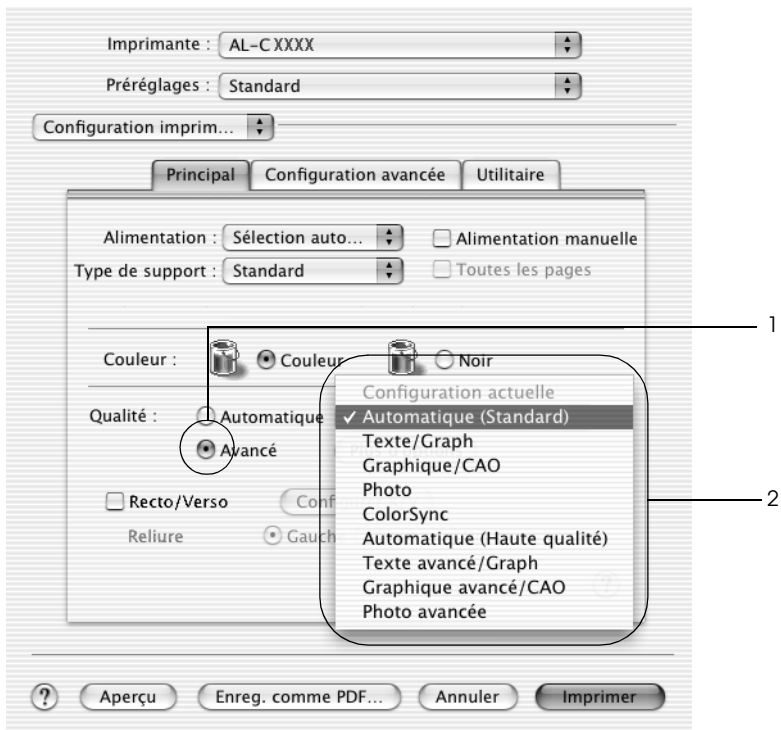 Imprimante : AL-CXXXX
Préréglages : Standard
Configuration imprim...
Principal Configuration avancée Utilitaire
Alimentation : Sélection auto... Alimentation manuelle
Type de support : Standard Toutes les pages
1
Couleur : Couleur Noir
Configuration actuelle
Qualité : Automatique ✓ Automatique (Standard)
Avancé Texte/Graph
Graphique/CAO
Photo
2
Recto/Verso ColorSync
Reliure Automatique (Haute qualité)
Texte avancé/Graph
Graphique avancé/CAO
?
Photo avancée
? Aperçu Enreg. comme PDF... Annuler Imprimer